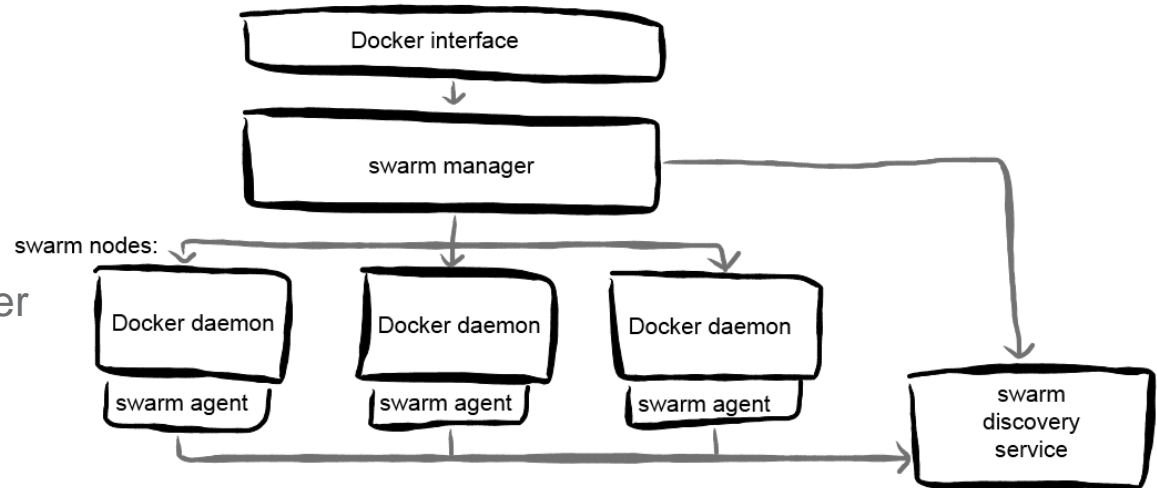 Docker interface
swarm manager
swarm nodes:
er
Docker daemon
Docker daemon
Docker daemon
swarm agent
swarm agent
swarm agent
swarm
discovery
service